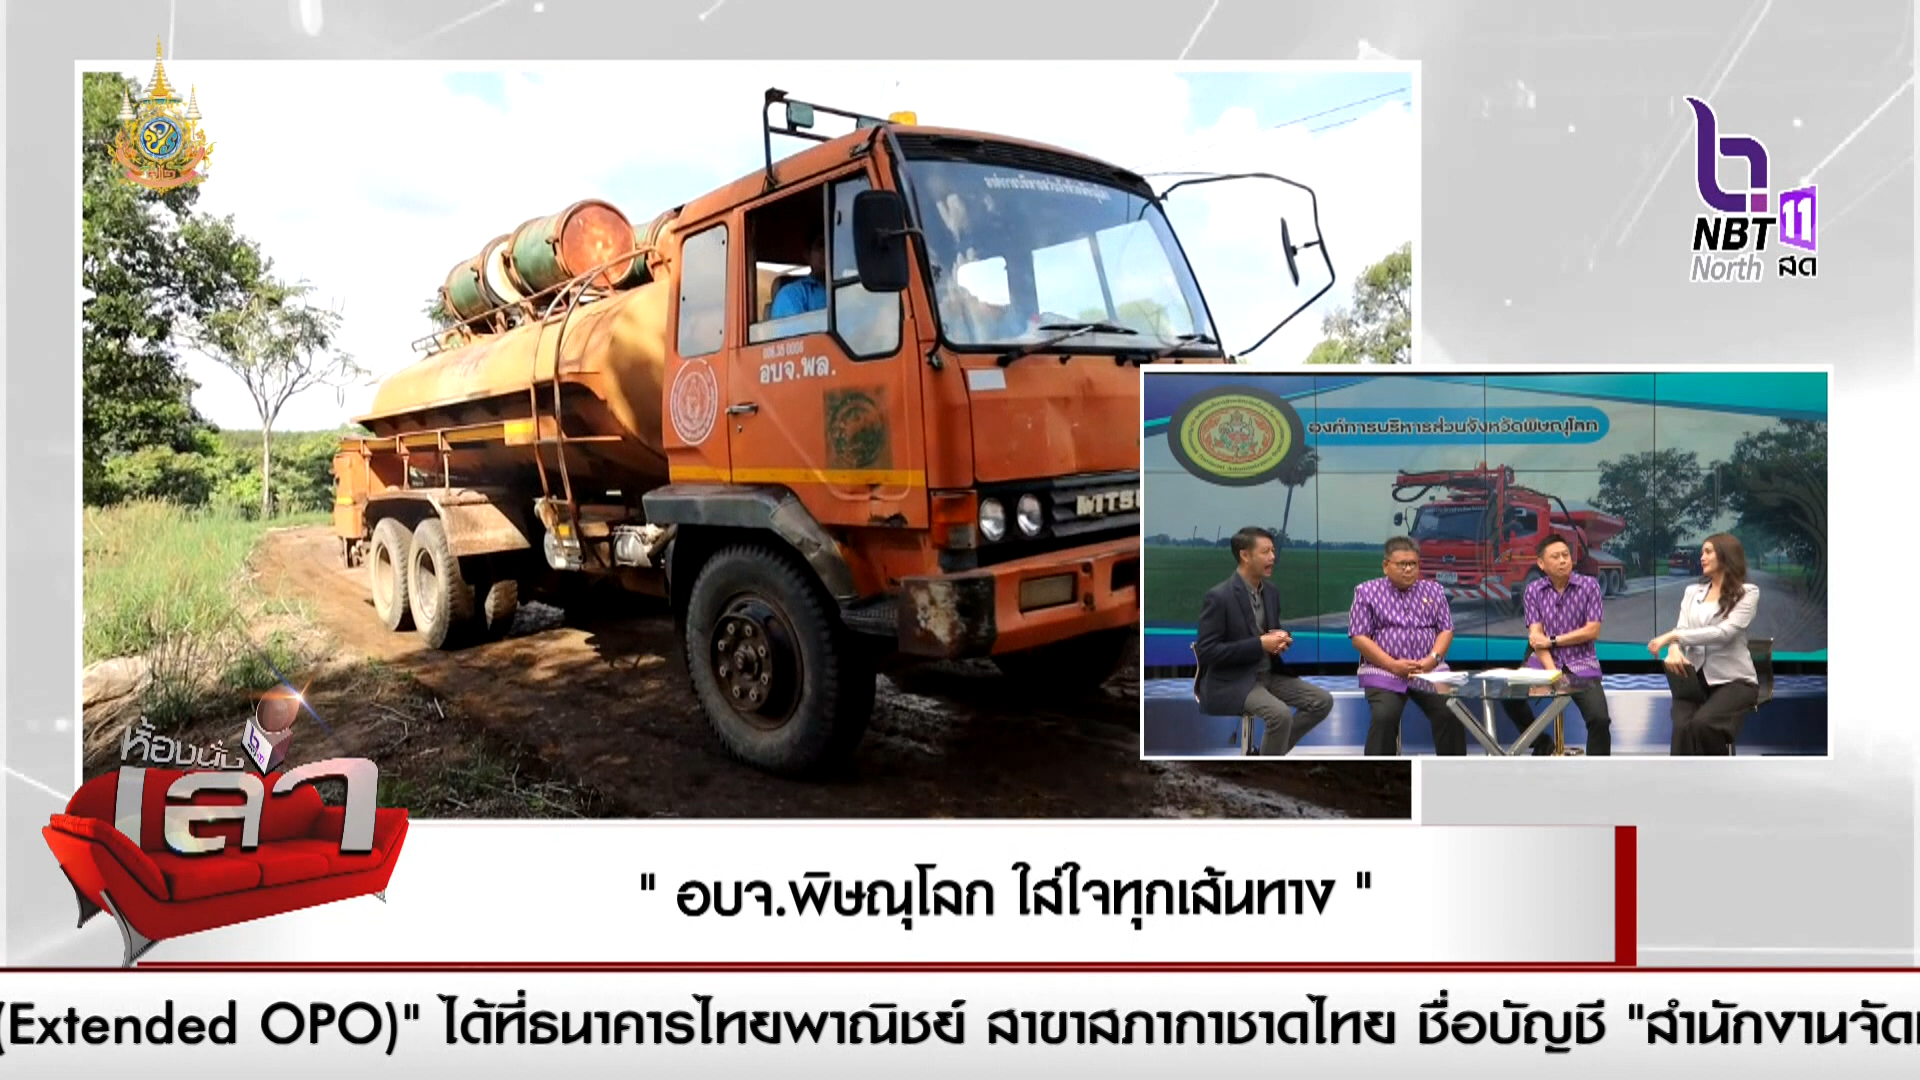 NBT 11
North สด
006 35 0008
อบจ.พล.
MITSU
องค์การบริหารส่วนจังหวัดพิษณุโลก
ห้องนั่ง
เล่า
" อบจ.พิษณุโลก ใส่ใจทุกเส้นทาง "
(Extended OPO)" ได้ที่ธนาคารไทยพาณิชย์ สาขาสภากาชาดไทย ชื่อบัญชี "สำนักงานจัด